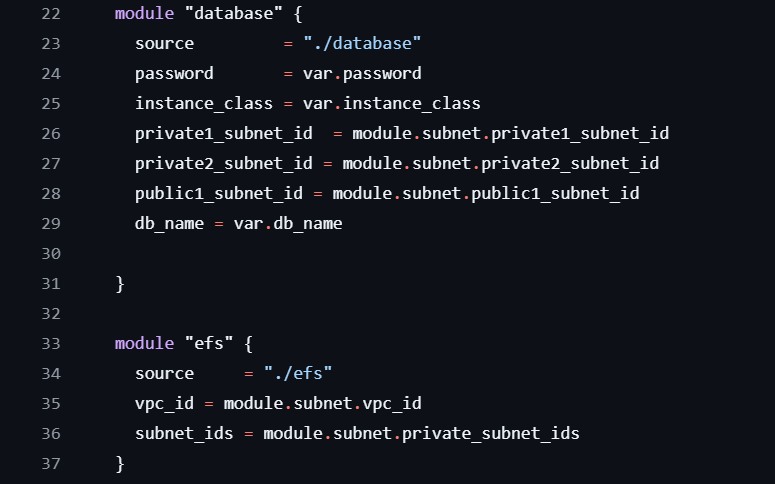 22 module "database" {
23 source = "./database"
24 password = var.password
25 instance_class = var.instance_class
26 private1_subnet_id  = module.subnet.private1_subnet_id
27 private2_subnet_id = module.subnet.private2_subnet_id
28 public1_subnet_id = module.subnet.public1_subnet_id
29 db_name = var.db_name
30
31 }
32
33 module "efs" {
34 source = "./efs"
35 vpc_id = module.subnet.vpc_id
36 subnet_ids = module.subnet.private_subnet_ids
37 }